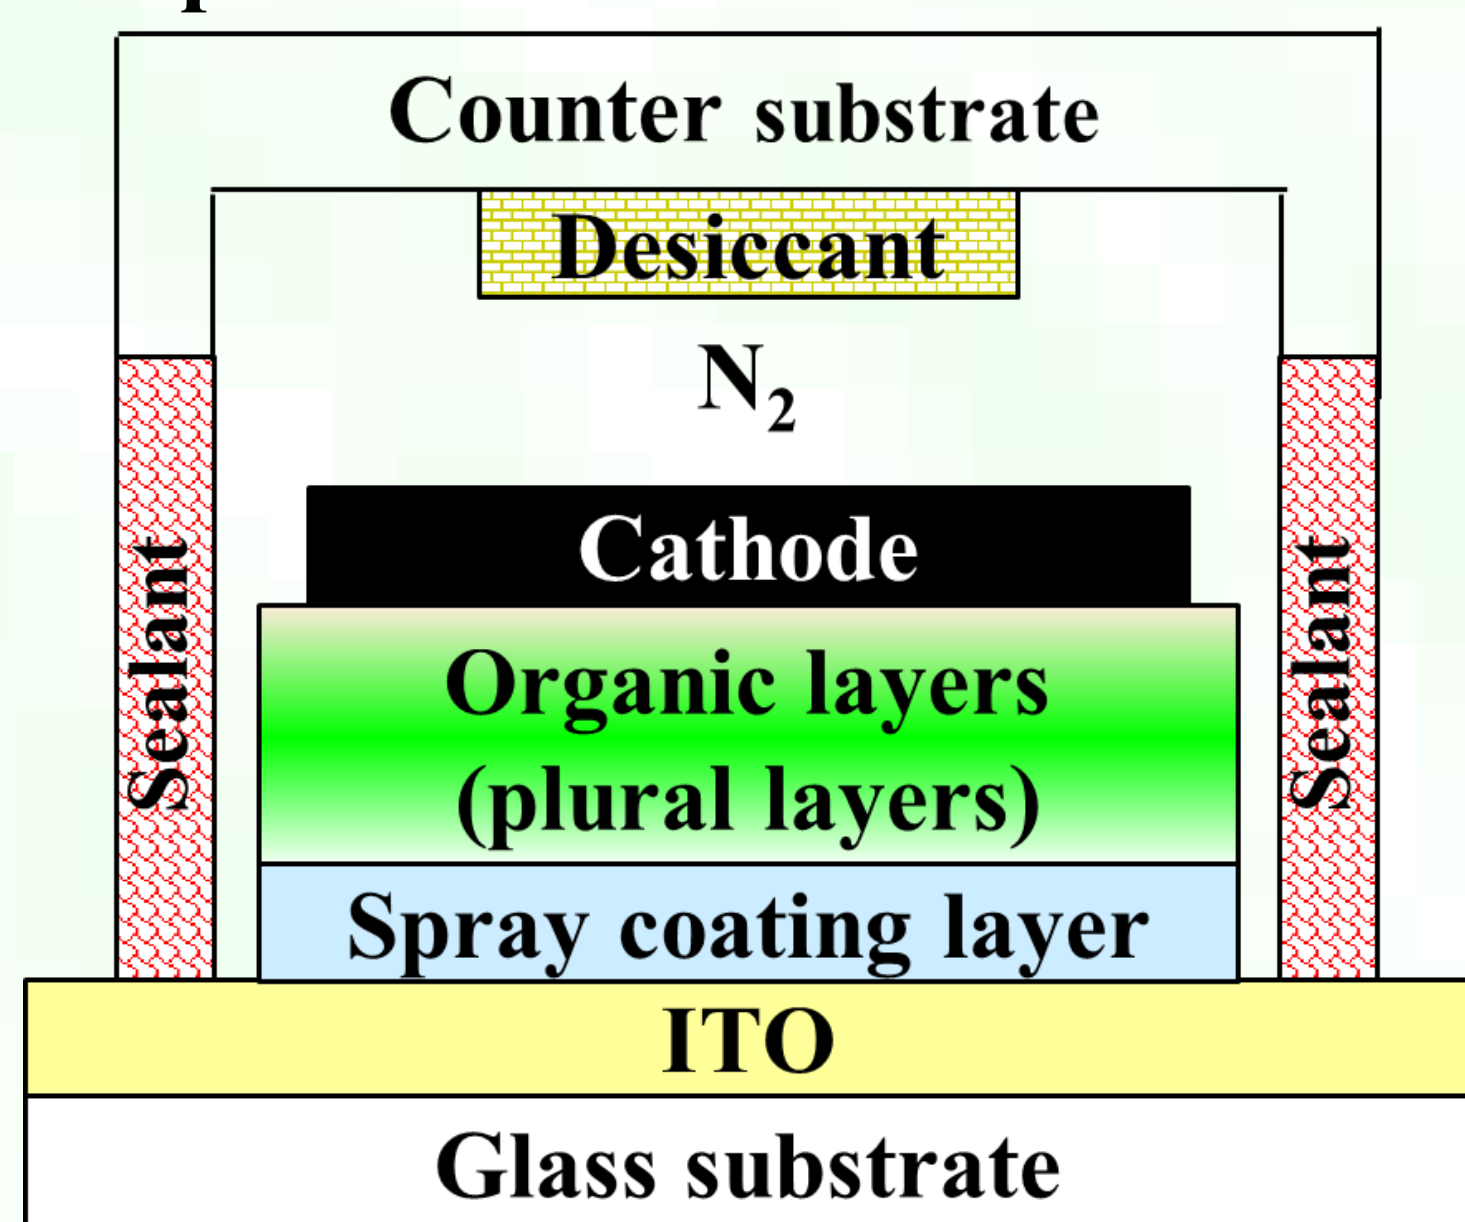 Counter substrate
Desiccant
N₂
Cathode
Sealant
Sealant
Organic layers
(plural layers)
Spray coating layer
ITO
Glass substrate